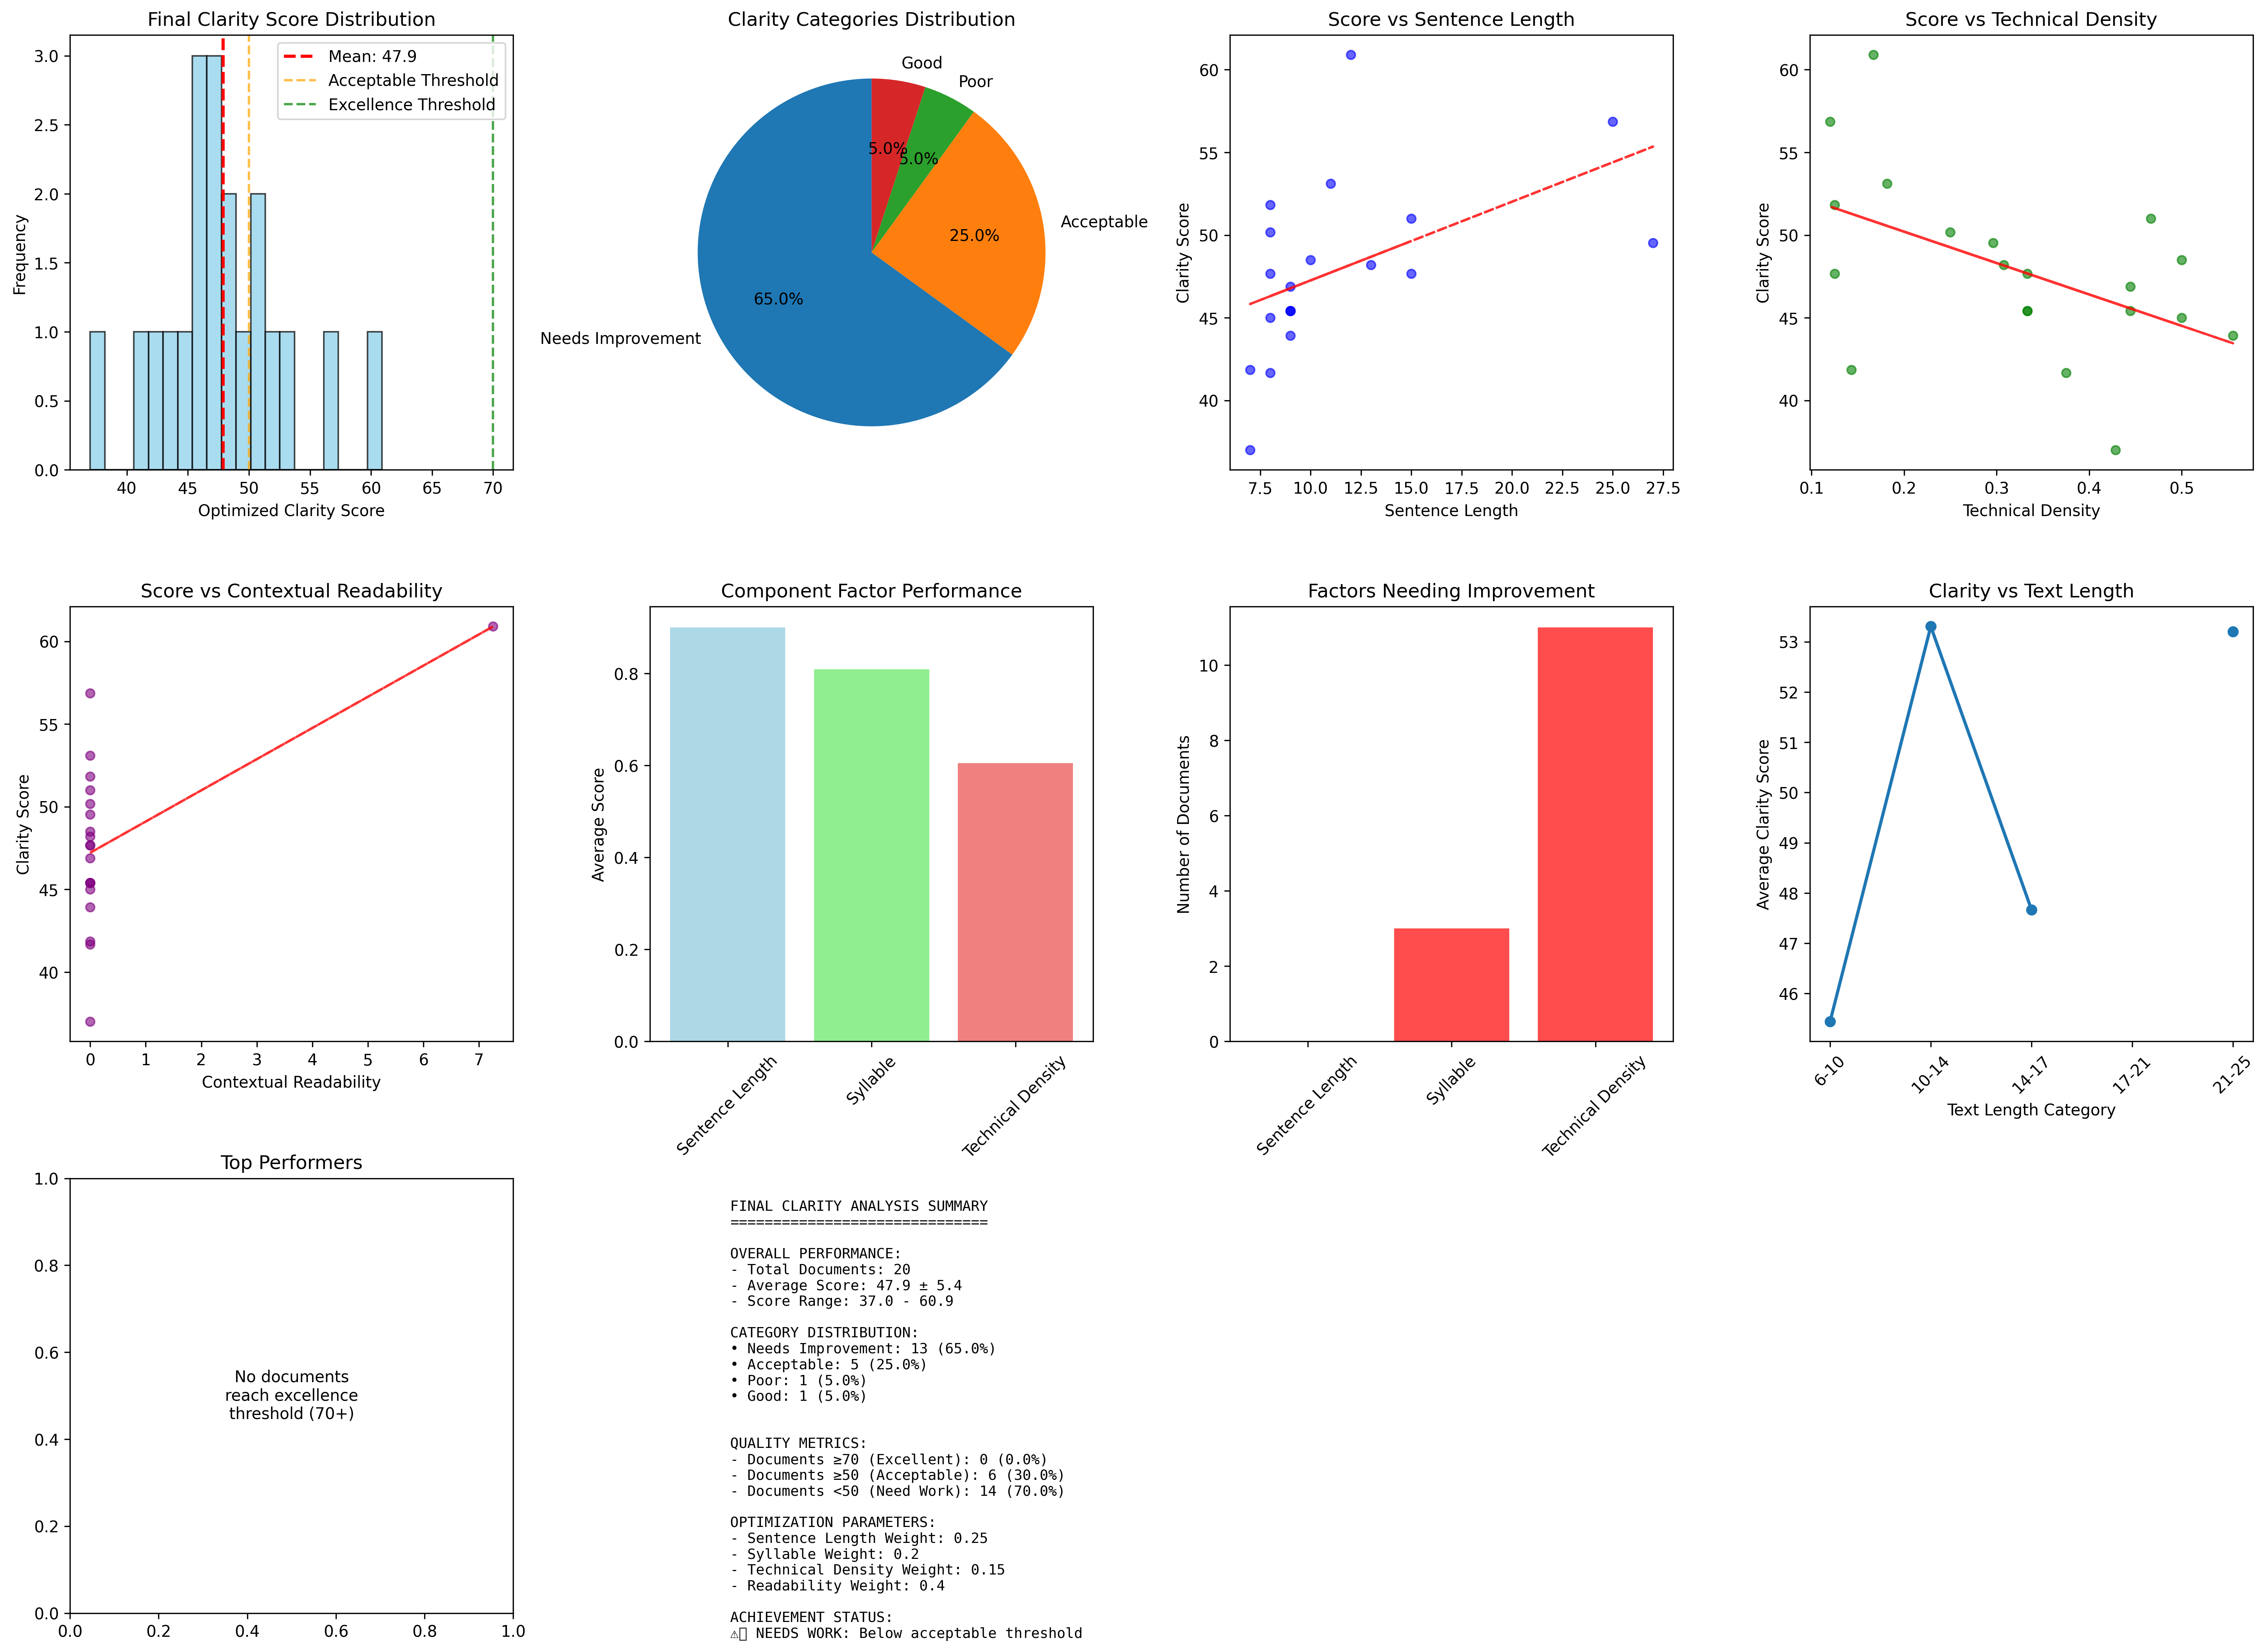 Final Clarity Score Distribution
3.0
2.5
2.0
1.5
1.0
0.5
0.0
Frequency
Mean: 47.9
Acceptable Threshold
Excellence Threshold
40 45 50 55 60 65 70
Optimized Clarity Score
Clarity Categories Distribution
Good
Poor
Acceptable
Needs Improvement
5.0%
5.0%
25.0%
65.0%
Score vs Sentence Length
60
55
50
45
40
Clarity Score
7.5 10.0 12.5 15.0 17.5 20.0 22.5 25.0 27.5
Sentence Length
Score vs Technical Density
60
55
50
45
40
Clarity Score
0.1 0.2 0.3 0.4 0.5
Technical Density
Score vs Contextual Readability
60
55
50
45
40
Clarity Score
0 1 2 3 4 5 6 7
Contextual Readability
Component Factor Performance
0.8
0.6
0.4
0.2
0.0
Average Score
Sentence Length
Syllable
Technical Density
Factors Needing Improvement
10
8
6
4
2
0
Number of Documents
Sentence Length
Syllable
Technical Density
Clarity vs Text Length
53
52
51
50
49
48
47
46
Average Clarity Score
6-10
10-14
14-17
17-21
21-25
Text Length Category
Top Performers
1.0
0.8
0.6
0.4
0.2
0.0
No documents
reach excellence
threshold (70+)
0.0 0.2 0.4 0.6 0.8 1.0
FINAL CLARITY ANALYSIS SUMMARY
==============================
OVERALL PERFORMANCE:
- Total Documents: 20
- Average Score: 47.9 ± 5.4
- Score Range: 37.0 - 60.9
CATEGORY DISTRIBUTION:
• Needs Improvement: 13 (65.0%)
• Acceptable: 5 (25.0%)
• Poor: 1 (5.0%)
• Good: 1 (5.0%)
QUALITY METRICS:
- Documents ≥70 (Excellent): 0 (0.0%)
- Documents ≥50 (Acceptable): 6 (30.0%)
- Documents <50 (Need Work): 14 (70.0%)
OPTIMIZATION PARAMETERS:
- Sentence Length Weight: 0.25
- Syllable Weight: 0.2
- Technical Density Weight: 0.15
- Readability Weight: 0.4
ACHIEVEMENT STATUS:
⚠ NEEDS WORK: Below acceptable threshold